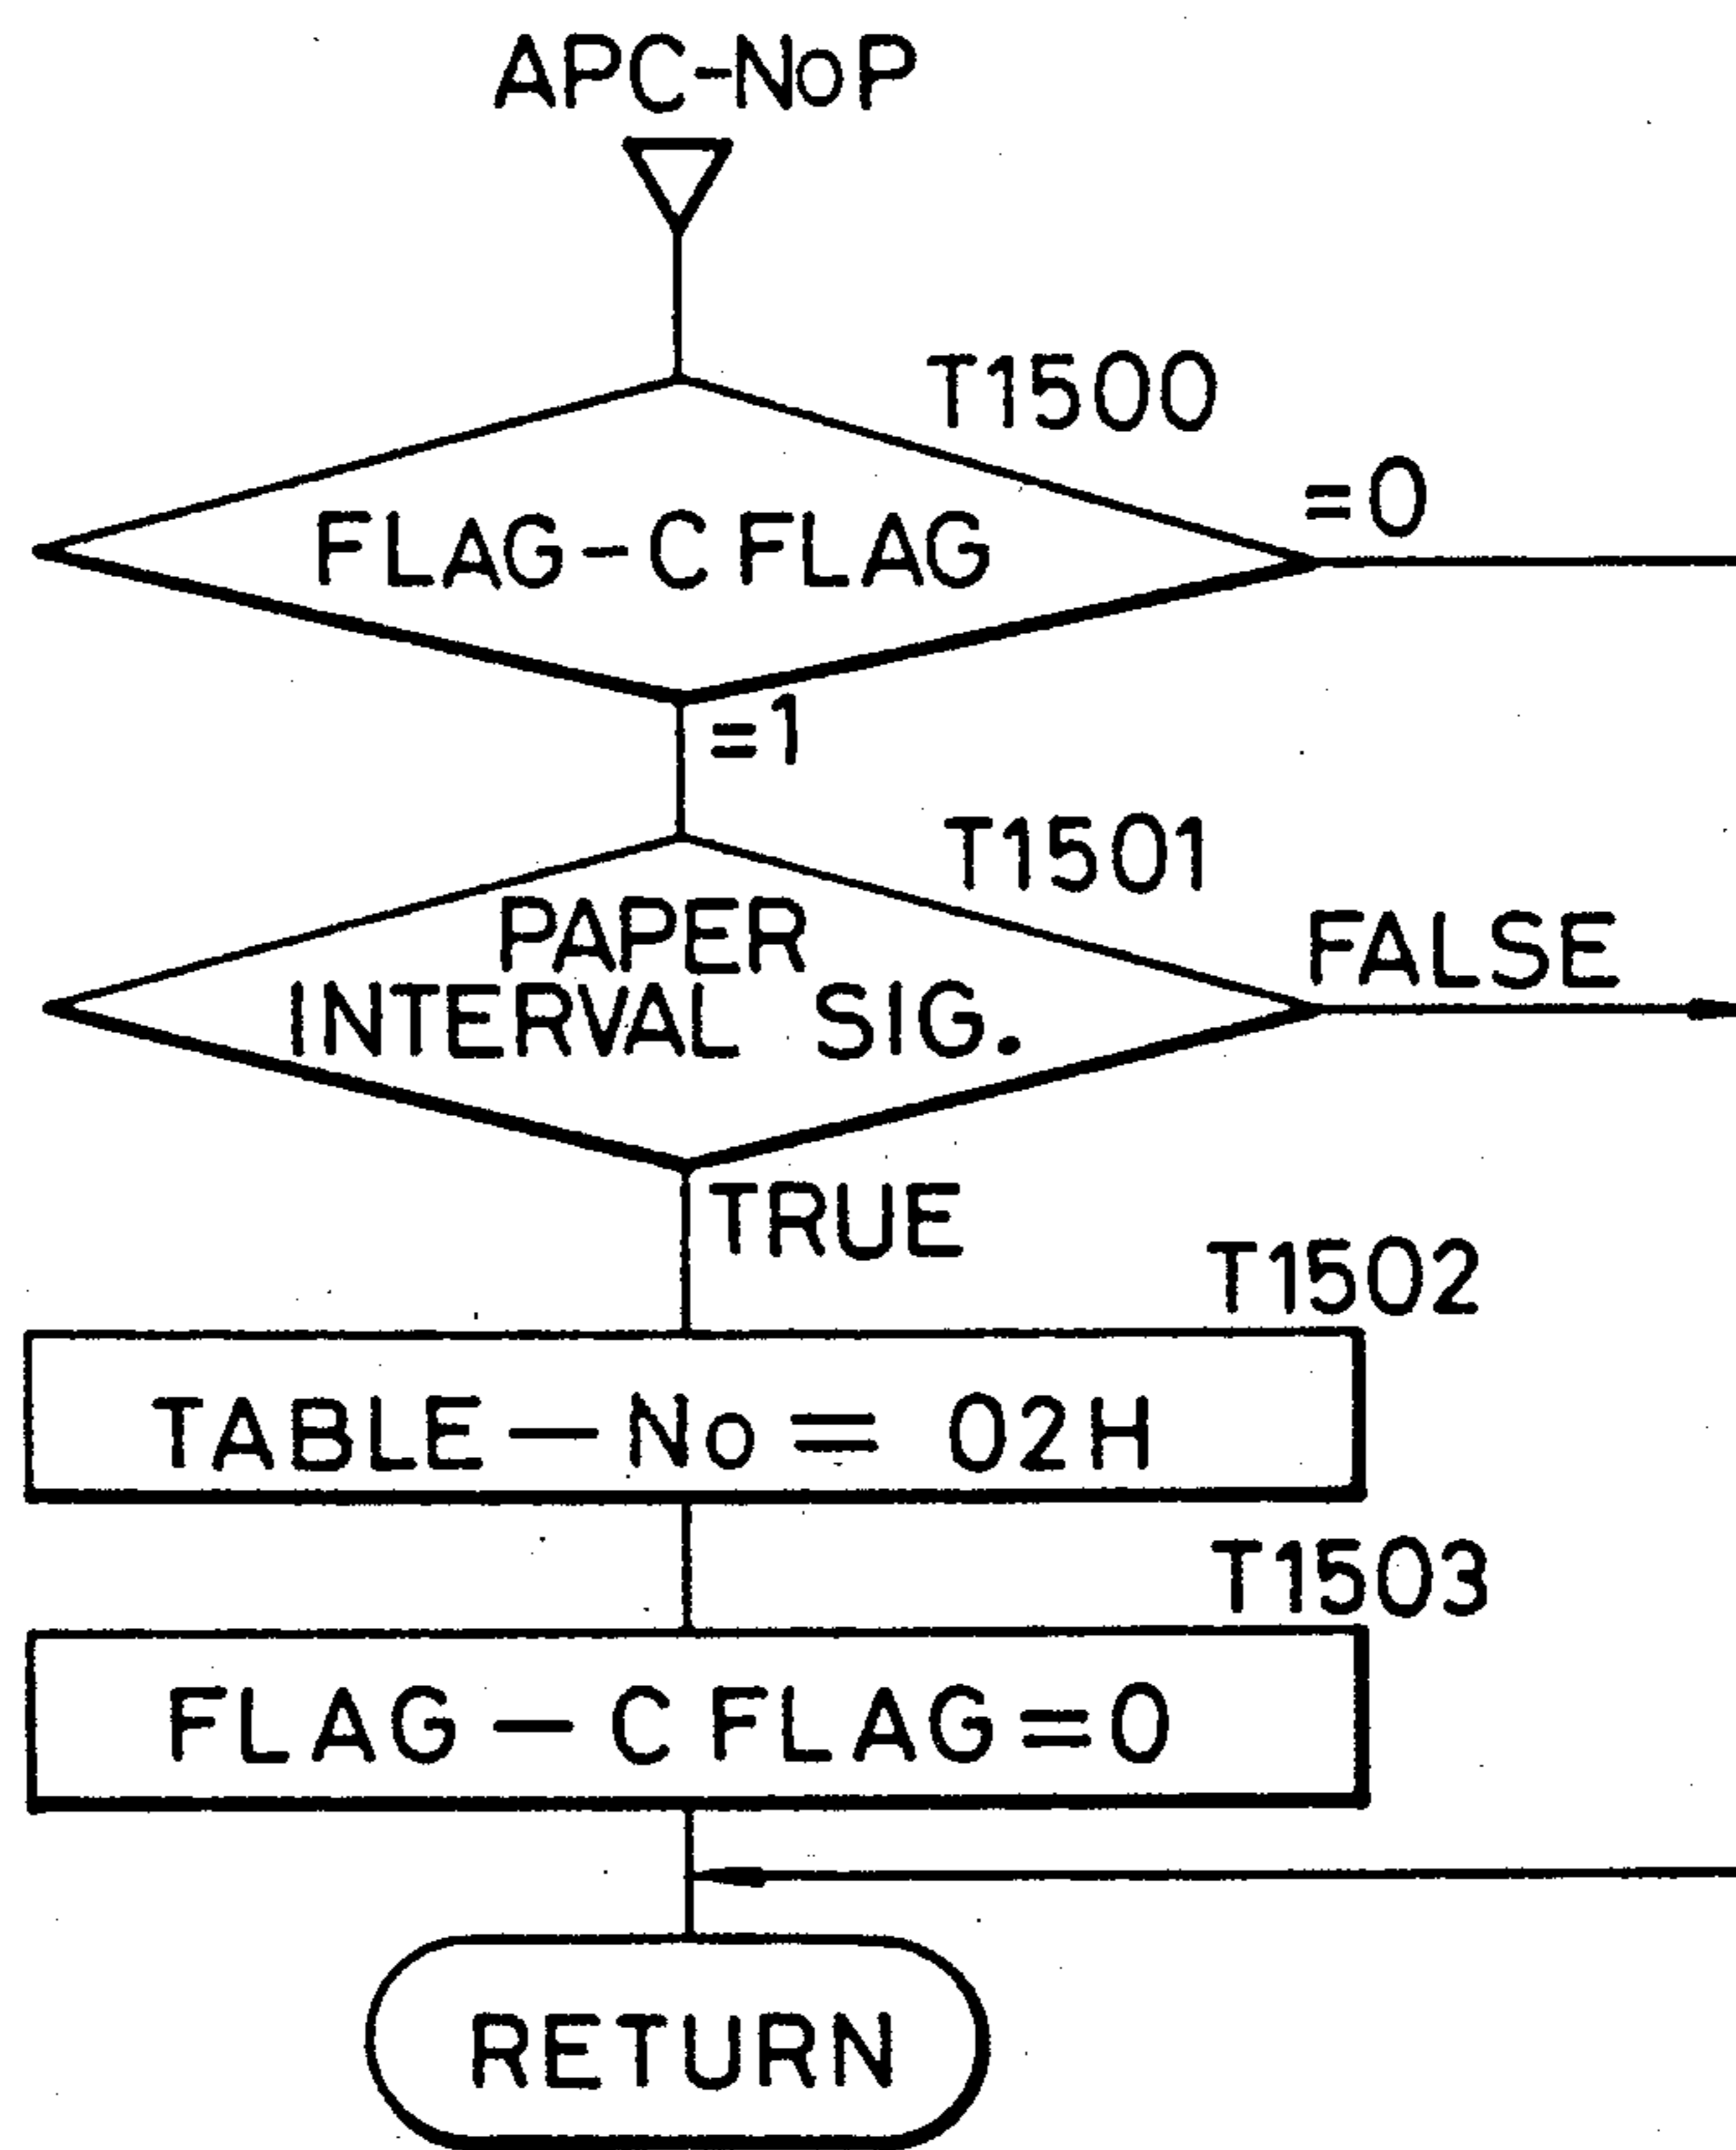 APC-NoP
T1500
=0
FLAG-C FLAG
=1
T1501
PAPER
FALSE
INTERVAL SIG.
TRUE
T1502
TABLE-No= 02H
T1503
FLAG-C FLAG=0
RETURN